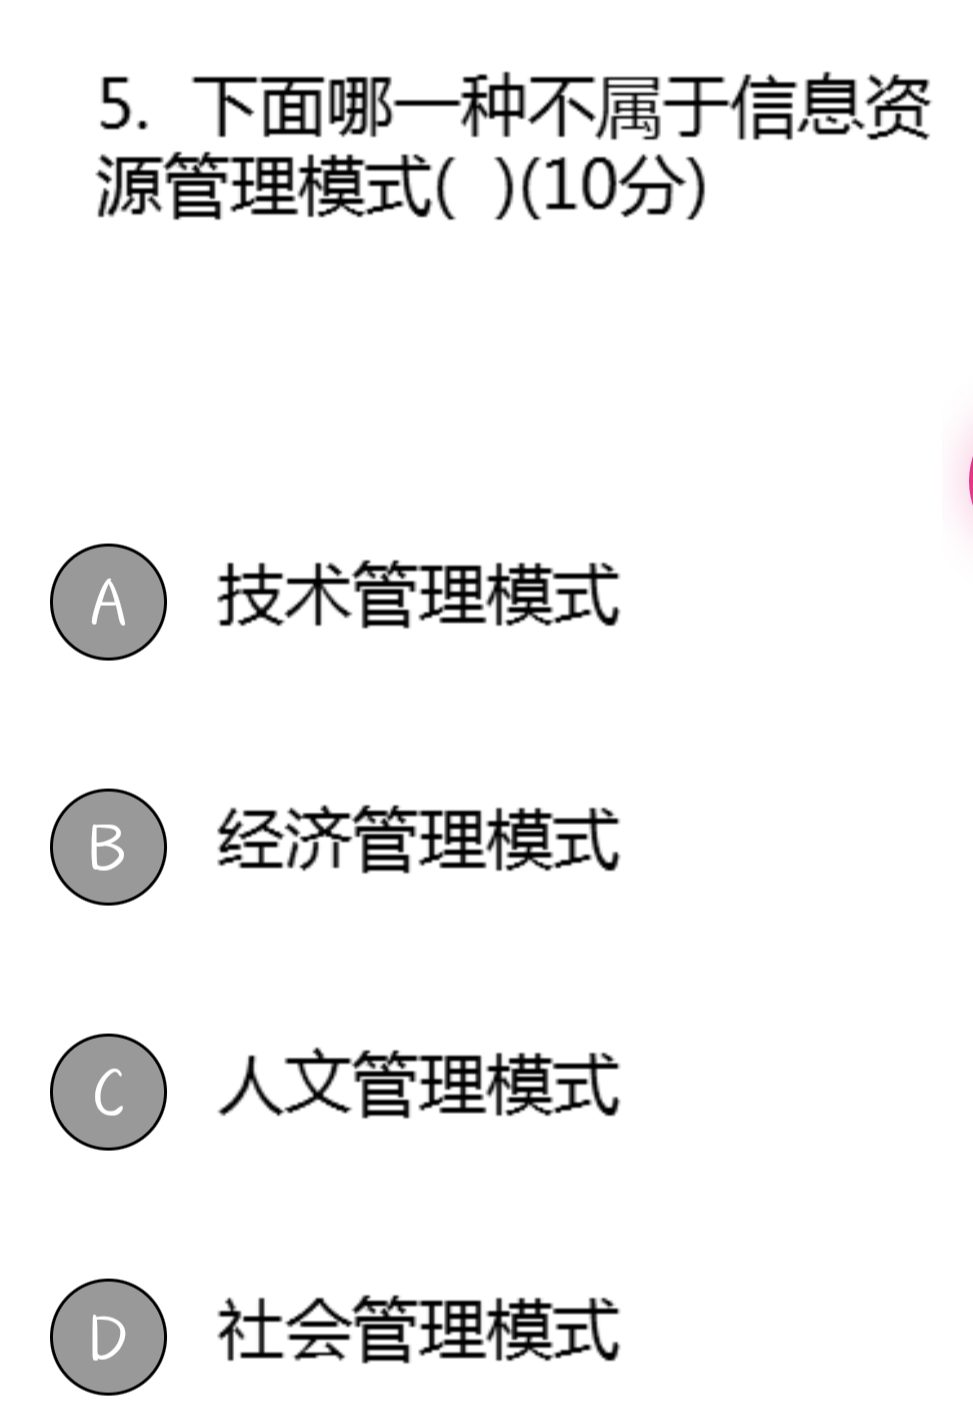 5. 下面哪一种不属于信息资
源管理模式( )(10分)
A 技术管理模式
B 经济管理模式
C 人文管理模式
D 社会管理模式